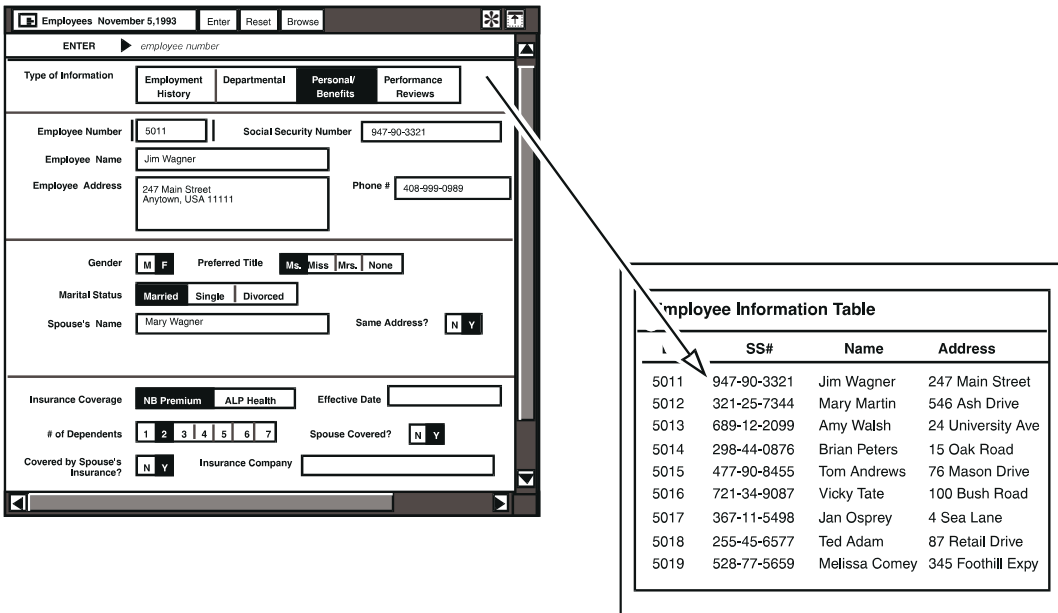 Employees November 5,1993 Enter Reset Browse
ENTER employee number
Type of Information
Employment History Departmental Personal/ Benefits Performance Reviews
Employee Number 5011 Social Security Number 947-90-3321
Employee Name Jim Wagner
Employee Address 247 Main Street
Anytown, USA 11111
Phone # 408-999-0989
Gender M F Preferred Title Ms. Miss Mrs. None
Marital Status Married Single Divorced
Spouse's Name Mary Wagner Same Address? N Y
Insurance Coverage NB Premium ALP Health Effective Date
# of Dependents 1 2 3 4 5 6 7 Spouse Covered? N Y
Covered by Spouse's
Insurance? N Y Insurance Company
Employee Information Table
SS# Name Address
5011 947-90-3321 Jim Wagner 247 Main Street
5012 321-25-7344 Mary Martin 546 Ash Drive
5013 689-12-2099 Amy Walsh 24 University Ave
5014 298-44-0876 Brian Peters 15 Oak Road
5015 477-90-8455 Tom Andrews 76 Mason Drive
5016 721-34-9087 Vicky Tate 100 Bush Road
5017 367-11-5498 Jan Osprey 4 Sea Lane
5018 255-45-6577 Ted Adam 87 Retail Drive
5019 528-77-5659 Melissa Comey 345 Foothill Expy